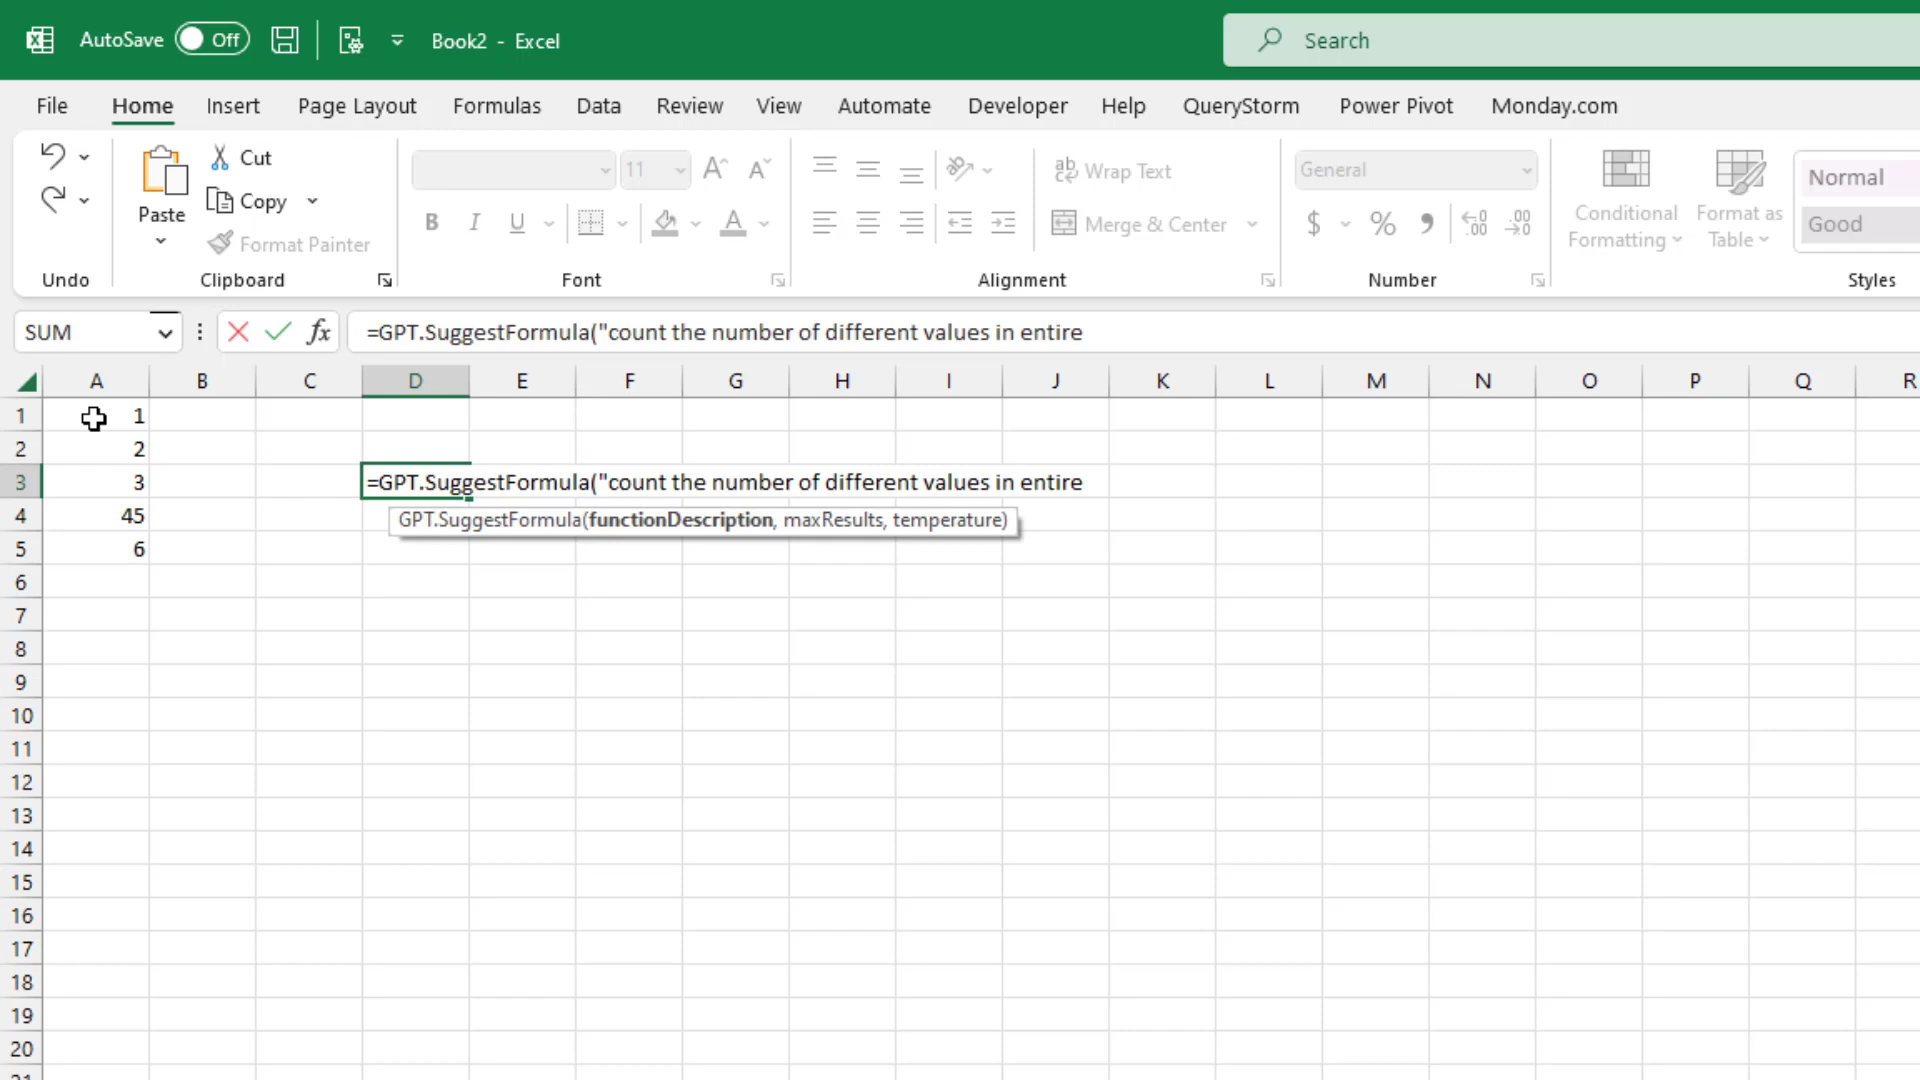 AutoSave Off Book2 - Excel Search
File Home Insert Page Layout Formulas Data Review View Automate Developer Help QueryStorm Power Pivot Monday.com
Cut
Copy
Format Painter
Paste
11
B I U
ab Wrap Text
Merge & Center
General
$ % 9
Conditional Formatting
Format as Table
Normal
Good
Undo Clipboard Font Alignment Number Styles
SUM fx =GPT.SuggestFormula("count the number of different values in entire
A B C D E F G H I J K L M N O P Q R
1 1
2 2
3 3 =GPT.SuggestFormula("count the number of different values in entire
4 45 GPT.SuggestFormula(functionDescription, maxResults, temperature)
5 6
6
7
8
9
10
11
12
13
14
15
16
17
18
19
20